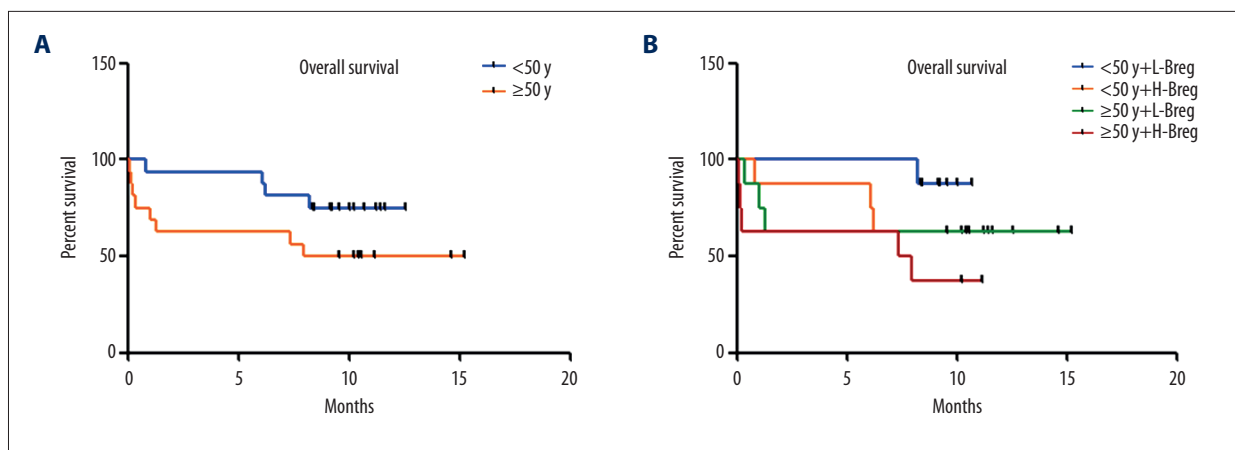 A
Overall survival
<50 y
≥50 y
Percent survival
150
100
50
0
0 5 10 15 20
Months
B
Overall survival
<50 y+L-Breg
<50 y+H-Breg
≥50 y+L-Breg
≥50 y+H-Breg
Percent survival
150
100
50
0
0 5 10 15 20
Months